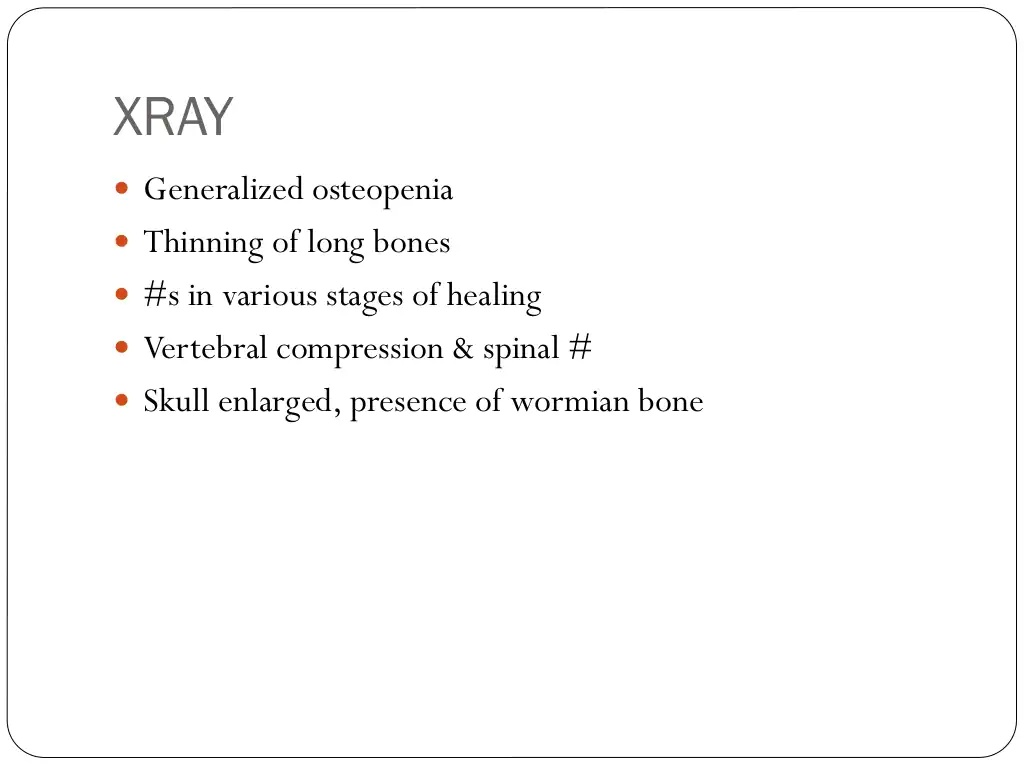 XRAY
• Generalized osteopenia
• Thinning of long bones
• #s in various stages of healing
• Vertebral compression & spinal #
• Skull enlarged, presence of wormian bone